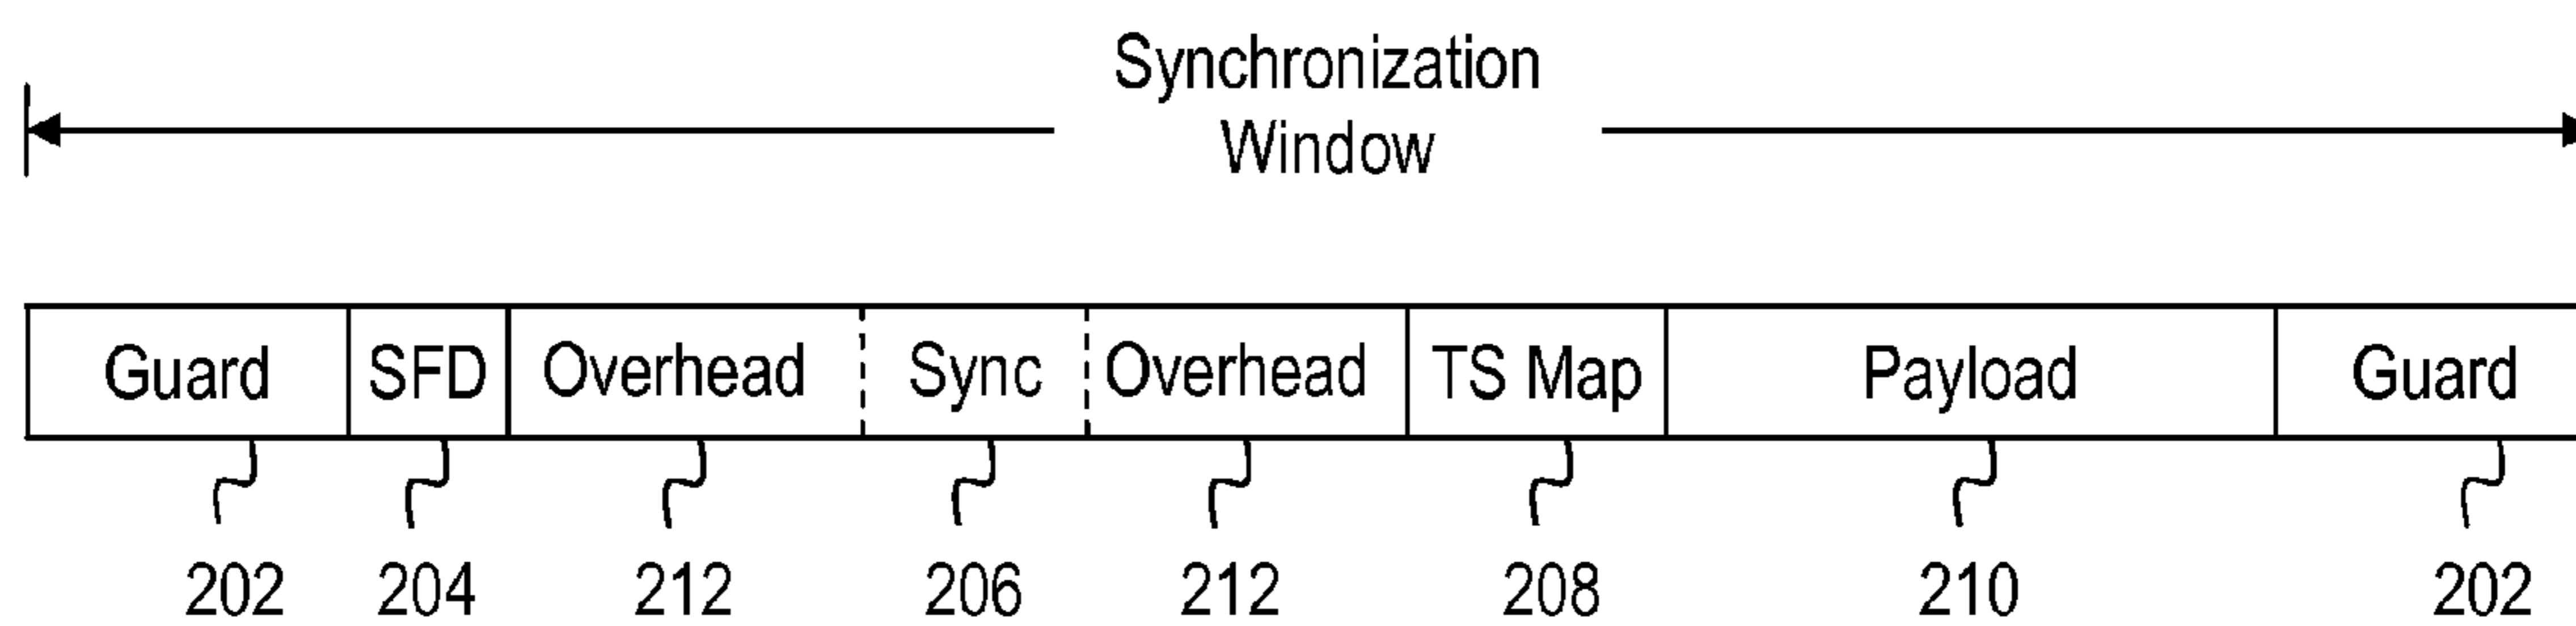 Synchronization
Window
Guard SFD Overhead Sync Overhead TS Map Payload Guard
202 204 212 206 212 208 210 202